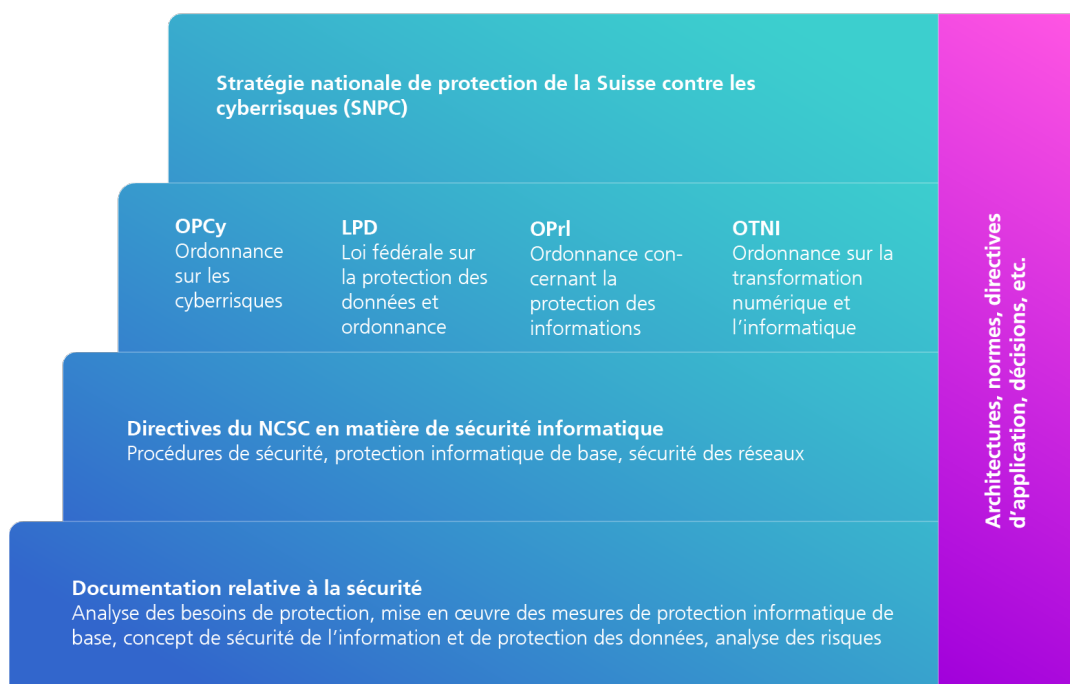 Stratégie nationale de protection de la Suisse contre les
cyberrisques (SNPC)
OPCy
Ordonnance
sur les
cyberrisques
LPD
Loi fédérale sur
la protection des
données et
ordonnance
OPrl
Ordonnance con-
cernant la
protection des
informations
OTNI
Ordonnance sur la
transformation
numérique et
l’informatique
Directives du NCSC en matière de sécurité informatique
Procédures de sécurité, protection informatique de base, sécurité des réseaux
Documentation relative à la sécurité
Analyse des besoins de protection, mise en œuvre des mesures de protection informatique de
base, concept de sécurité de l’information et de protection des données, analyse des risques
Architectures, normes, directives
d’application, décisions, etc.